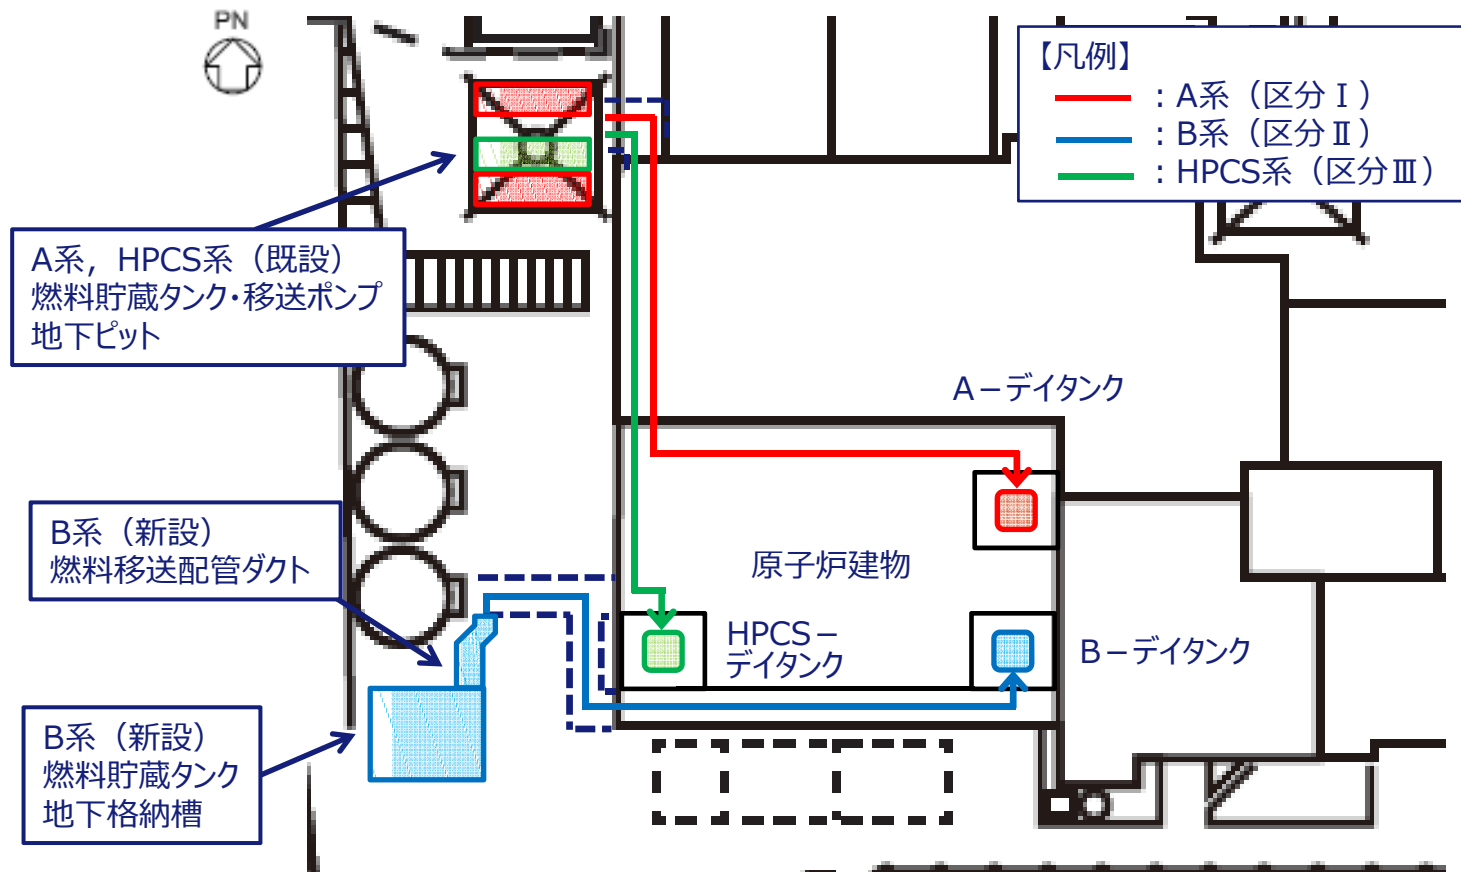 PN
【凡例】
：A系（区分Ⅰ）
：B系（区分Ⅱ）
：HPCS系（区分Ⅲ）
A系，HPCS系（既設）
燃料貯蔵タンク・移送ポンプ
地下ピット
A－デイタンク
B系（新設）
燃料移送配管ダクト
原子炉建物
HPCS－
デイタンク
B－デイタンク
B系（新設）
燃料貯蔵タンク
地下格納槽